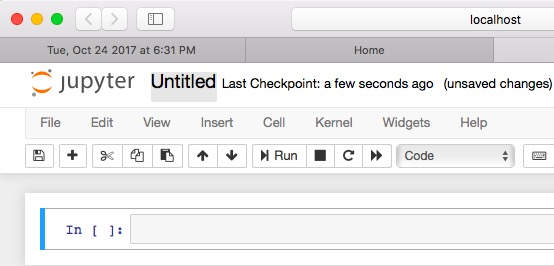 localhost
Tue, Oct 24 2017 at 6:31 PM Home
jupyter Untitled Last Checkpoint: a few seconds ago (unsaved changes)
File Edit View Insert Cell Kernel Widgets Help
Run Code
In [ ]: